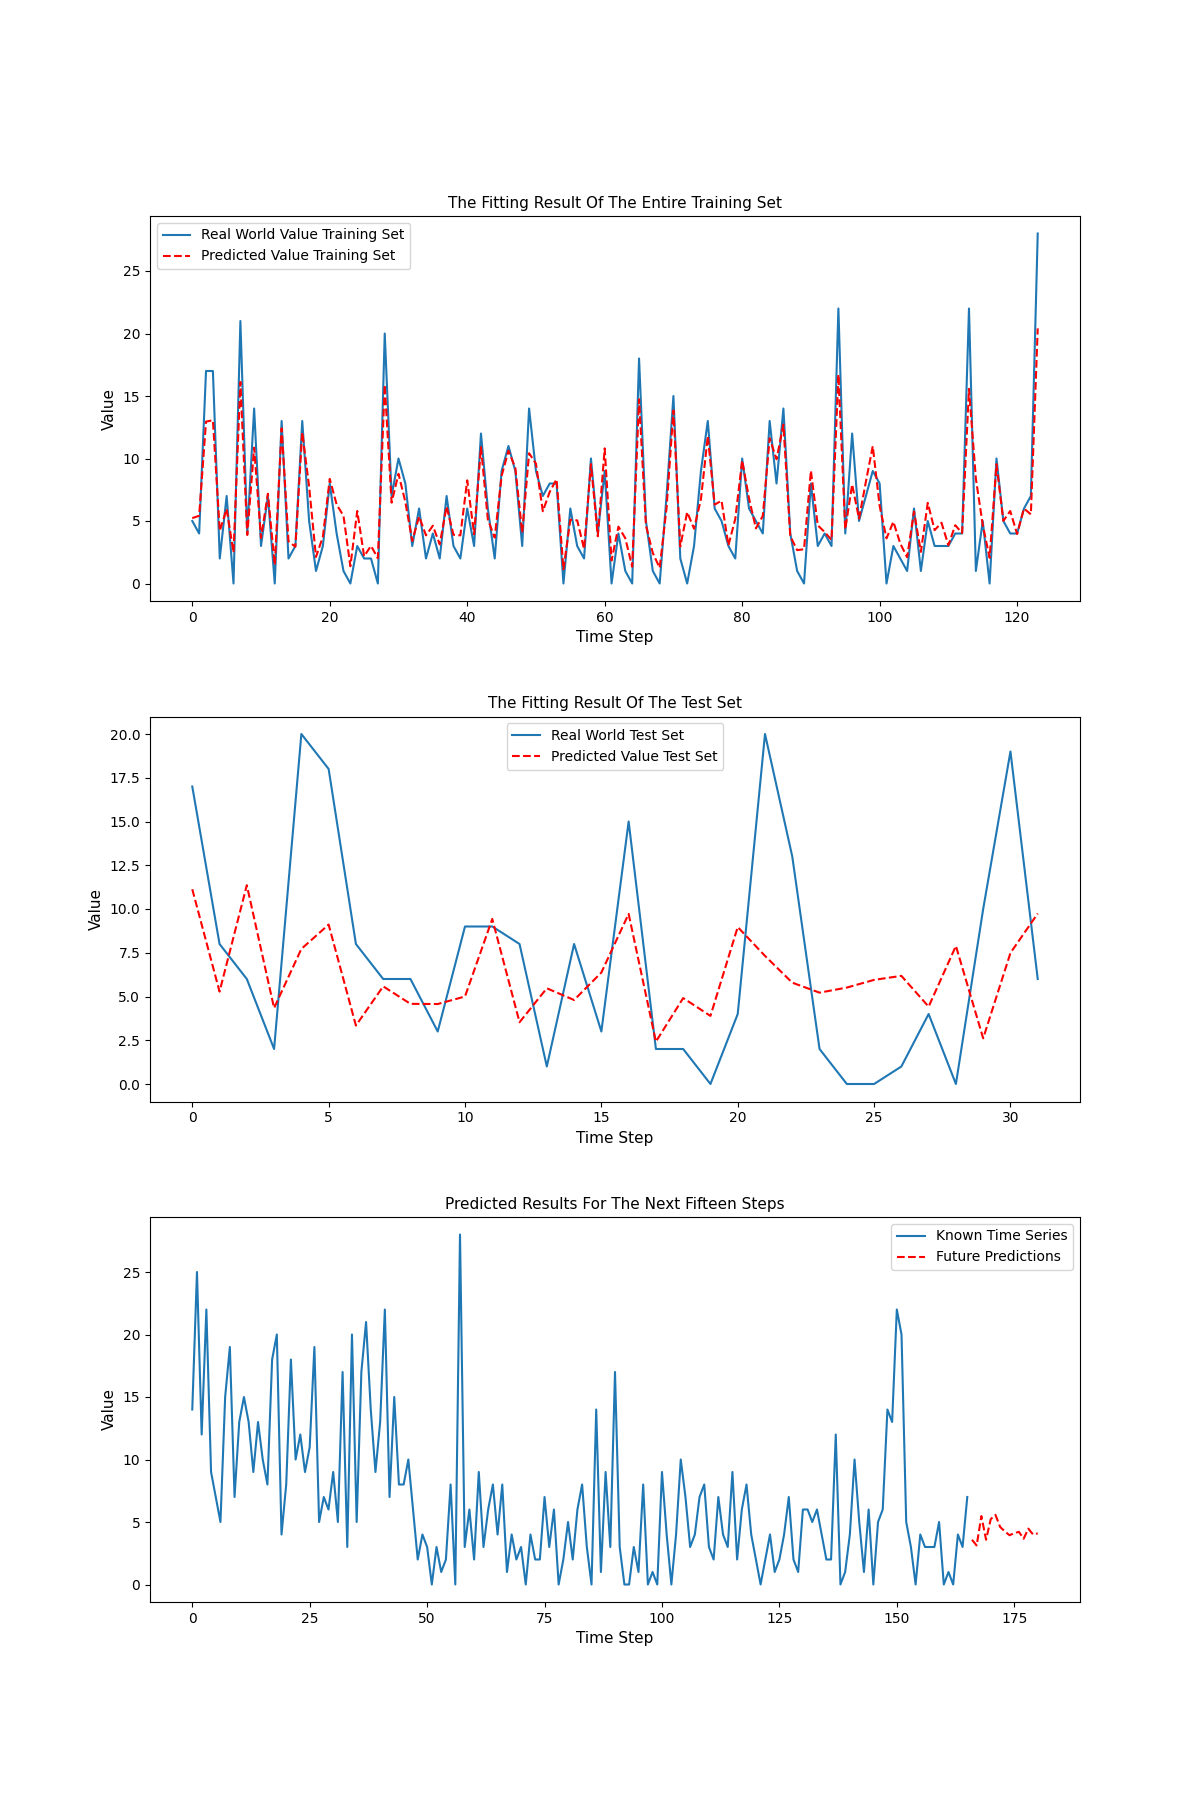 The Fitting Result Of The Entire Training Set
Real World Value Training Set
Predicted Value Training Set
Value
25
20
15
10
5
0
0 20 40 60 80 100 120
Time Step
The Fitting Result Of The Test Set
Real World Test Set
Predicted Value Test Set
Value
20.0
17.5
15.0
12.5
10.0
7.5
5.0
2.5
0.0
0 5 10 15 20 25 30
Time Step
Predicted Results For The Next Fifteen Steps
Known Time Series
Future Predictions
Value
25
20
15
10
5
0
0 25 50 75 100 125 150 175
Time Step